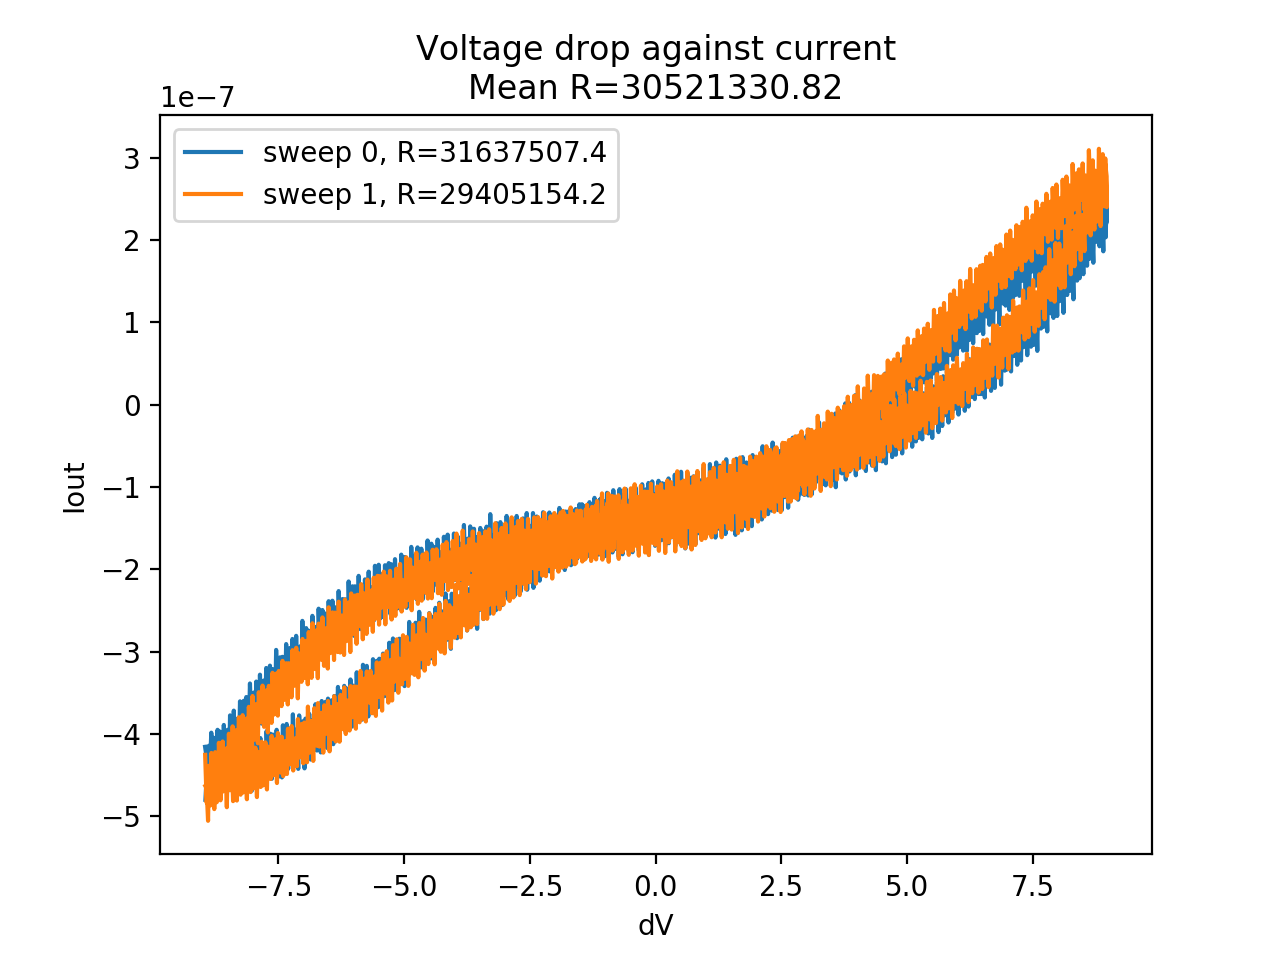 Voltage drop against current
Mean R=30521330.82
1e−7
sweep 0, R=31637507.4
sweep 1, R=29405154.2
3
2
1
0
−1
−2
−3
−4
−5
Iout
−7.5
−5.0
−2.5
0.0
2.5
5.0
7.5
dV